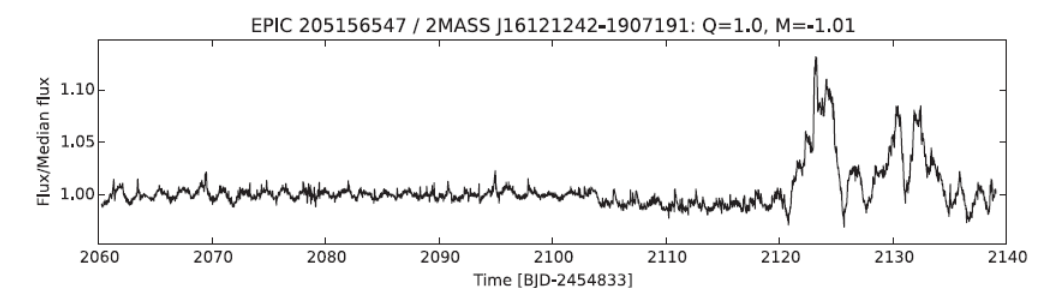 EPIC 205156547 / 2MASS J16121242-1907191: Q=1.0, M=-1.01
Flux/Median flux
1.10
1.05
1.00
2060 2070 2080 2090 2100 2110 2120 2130 2140
Time [BJD-2454833]